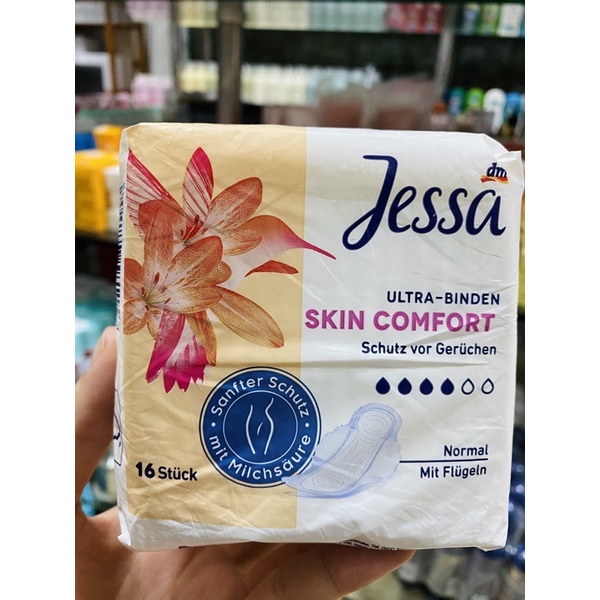 dm
Jessa
ULTRA-BINDEN
SKIN COMFORT
Schutz vor Gerüchen
Sanfter Schutz
mit Milchsäure
16 Stück
Normal
Mit Flügeln